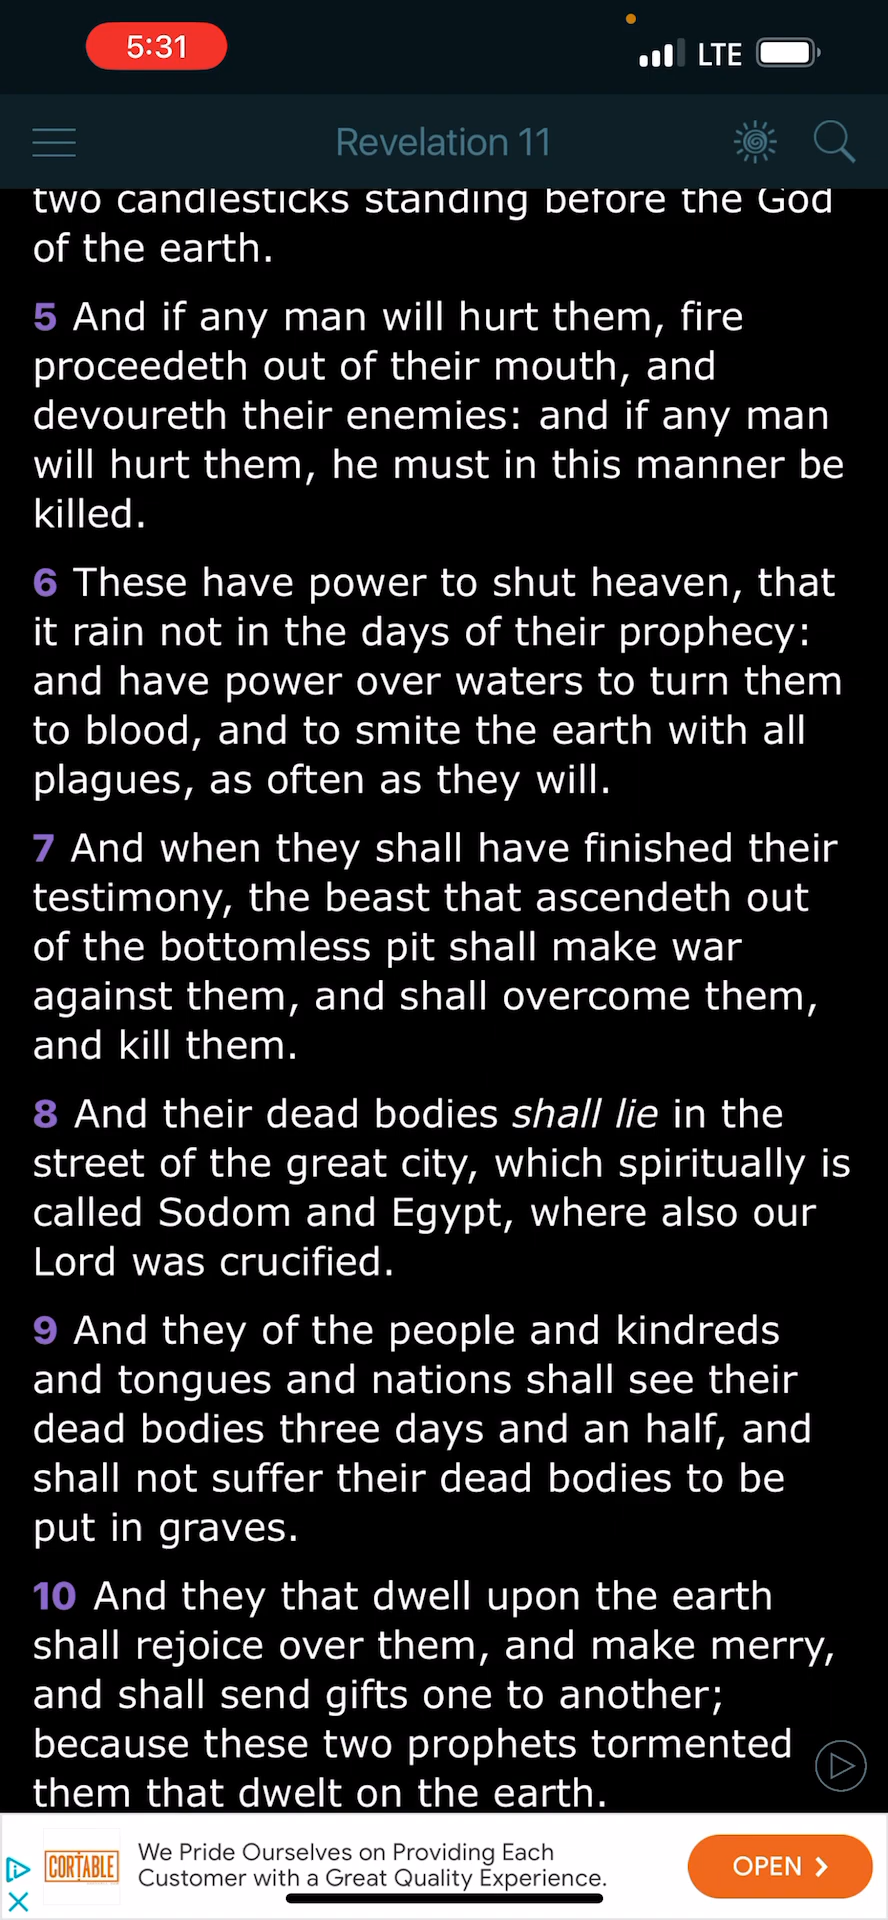 5:31
LTE
Revelation 11
two candlesticks standing before the God
of the earth.
5 And if any man will hurt them, fire
proceedeth out of their mouth, and
devoureth their enemies: and if any man
will hurt them, he must in this manner be
killed.
6 These have power to shut heaven, that
it rain not in the days of their prophecy:
and have power over waters to turn them
to blood, and to smite the earth with all
plagues, as often as they will.
7 And when they shall have finished their
testimony, the beast that ascendeth out
of the bottomless pit shall make war
against them, and shall overcome them,
and kill them.
8 And their dead bodies shall lie in the
street of the great city, which spiritually is
called Sodom and Egypt, where also our
Lord was crucified.
9 And they of the people and kindreds
and tongues and nations shall see their
dead bodies three days and an half, and
shall not suffer their dead bodies to be
put in graves.
10 And they that dwell upon the earth
shall rejoice over them, and make merry,
and shall send gifts one to another;
because these two prophets tormented
them that dwelt on the earth.
CORTABLE
We Pride Ourselves on Providing Each
Customer with a Great Quality Experience.
OPEN